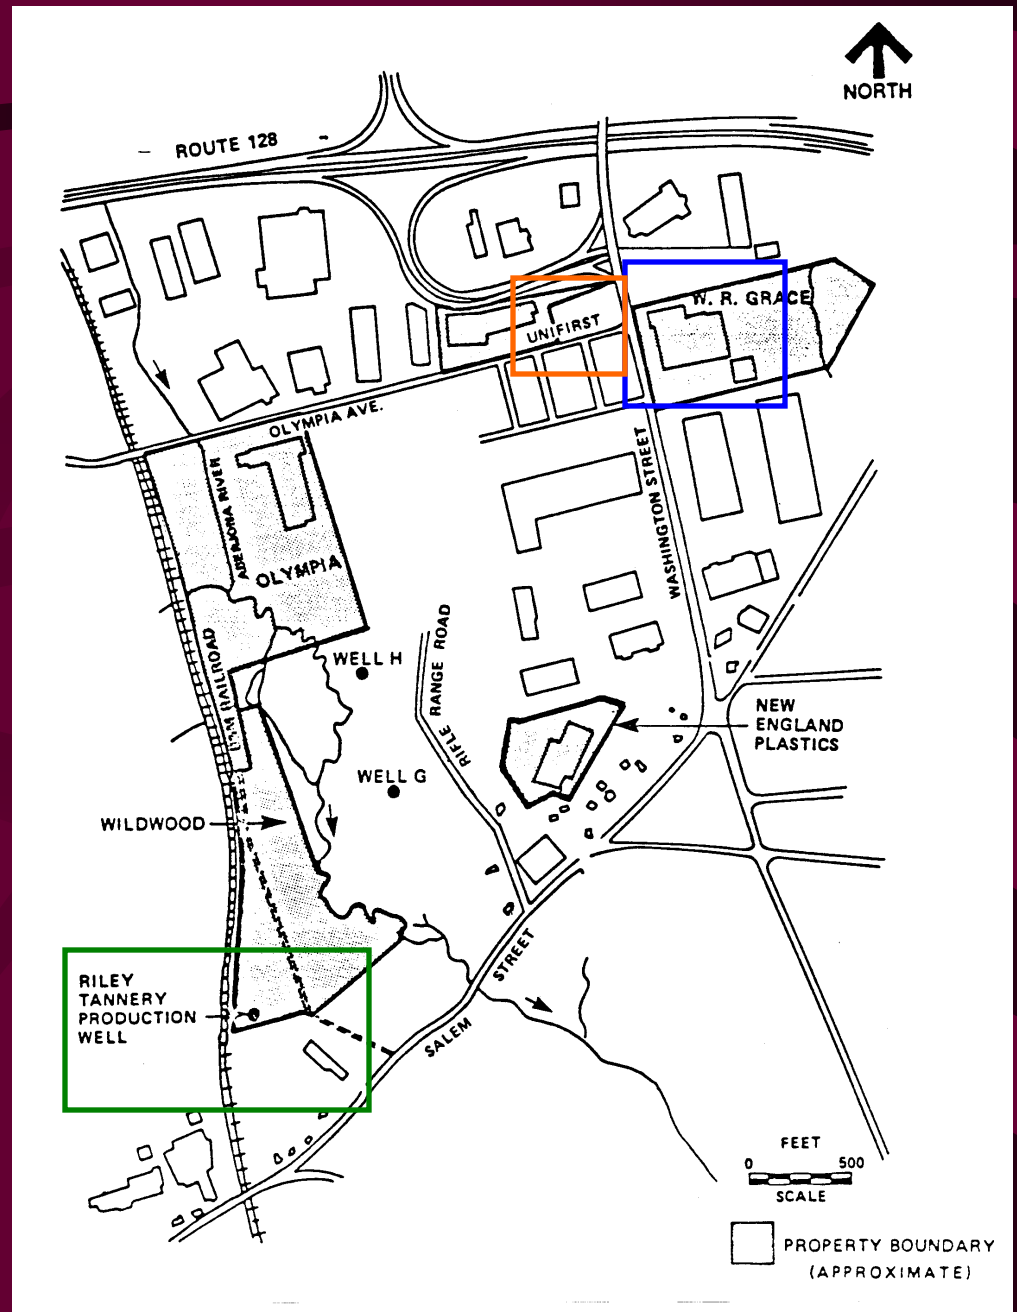 NORTH
ROUTE 128
W. R. GRACE
UNIFIRST
OLYMPIA AVE.
WASHINGTON STREET
ABERJONA RIVER
OLYMPIA
RAILROAD
WELL H
RIFLE RANGE ROAD
NEW
ENGLAND
PLASTICS
WELL G
WILDWOOD
RILEY
TANNERY
PRODUCTION
WELL
SALEM STREET
FEET
0 500
SCALE
PROPERTY BOUNDARY
(APPROXIMATE)